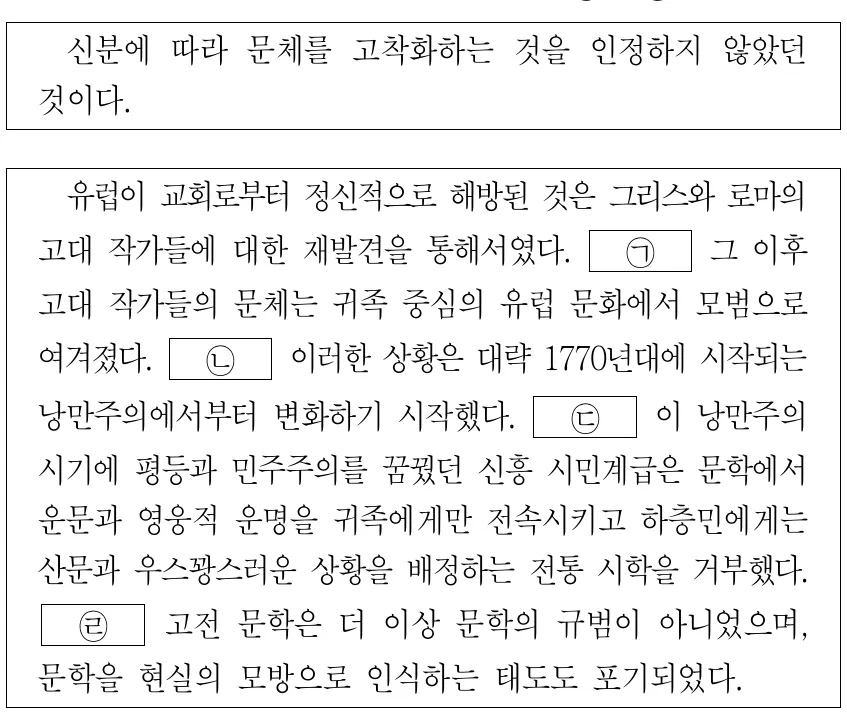 신분에 따라 문체를 고착화하는 것을 인정하지 않았던
것이다.
유럽이 교회로부터 정신적으로 해방된 것은 그리스와 로마의
고대 작가들에 대한 재발견을 통해서였다. ㉠ 그 이후
고대 작가들의 문체는 귀족 중심의 유럽 문화에서 모범으로
여겨졌다. ㉡ 이러한 상황은 대략 1770년대에 시작되는
낭만주의에서부터 변화하기 시작했다. ㉢ 이 낭만주의
시기에 평등과 민주주의를 꿈꿨던 신흥 시민계급은 문학에서
운문과 영웅적 운명을 귀족에게만 전속시키고 하층민에게는
산문과 우스꽝스러운 상황을 배정하는 전통 시학을 거부했다.
㉣ 고전 문학은 더 이상 문학의 규범이 아니었으며,
문학을 현실의 모방으로 인식하는 태도도 포기되었다.